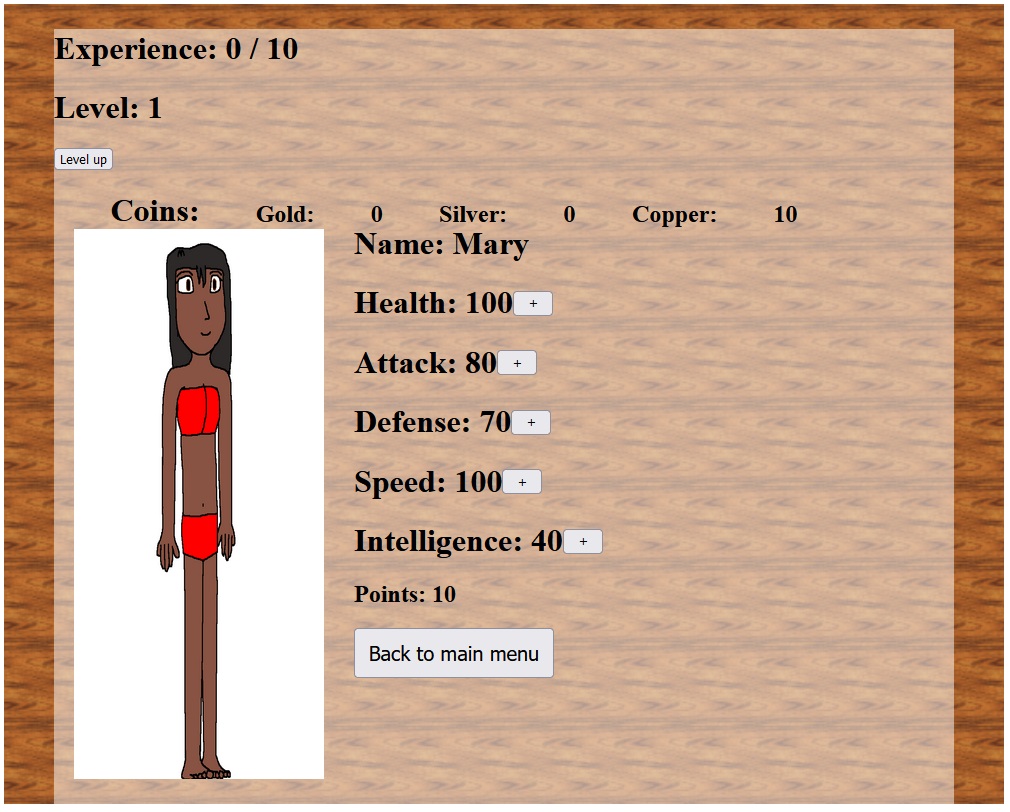 Experience: 0 / 10
Level: 1
Level up
Coins: Gold: 0 Silver: 0 Copper: 10
Name: Mary
Health: 100 +
Attack: 80 +
Defense: 70 +
Speed: 100 +
Intelligence: 40 +
Points: 10
Back to main menu